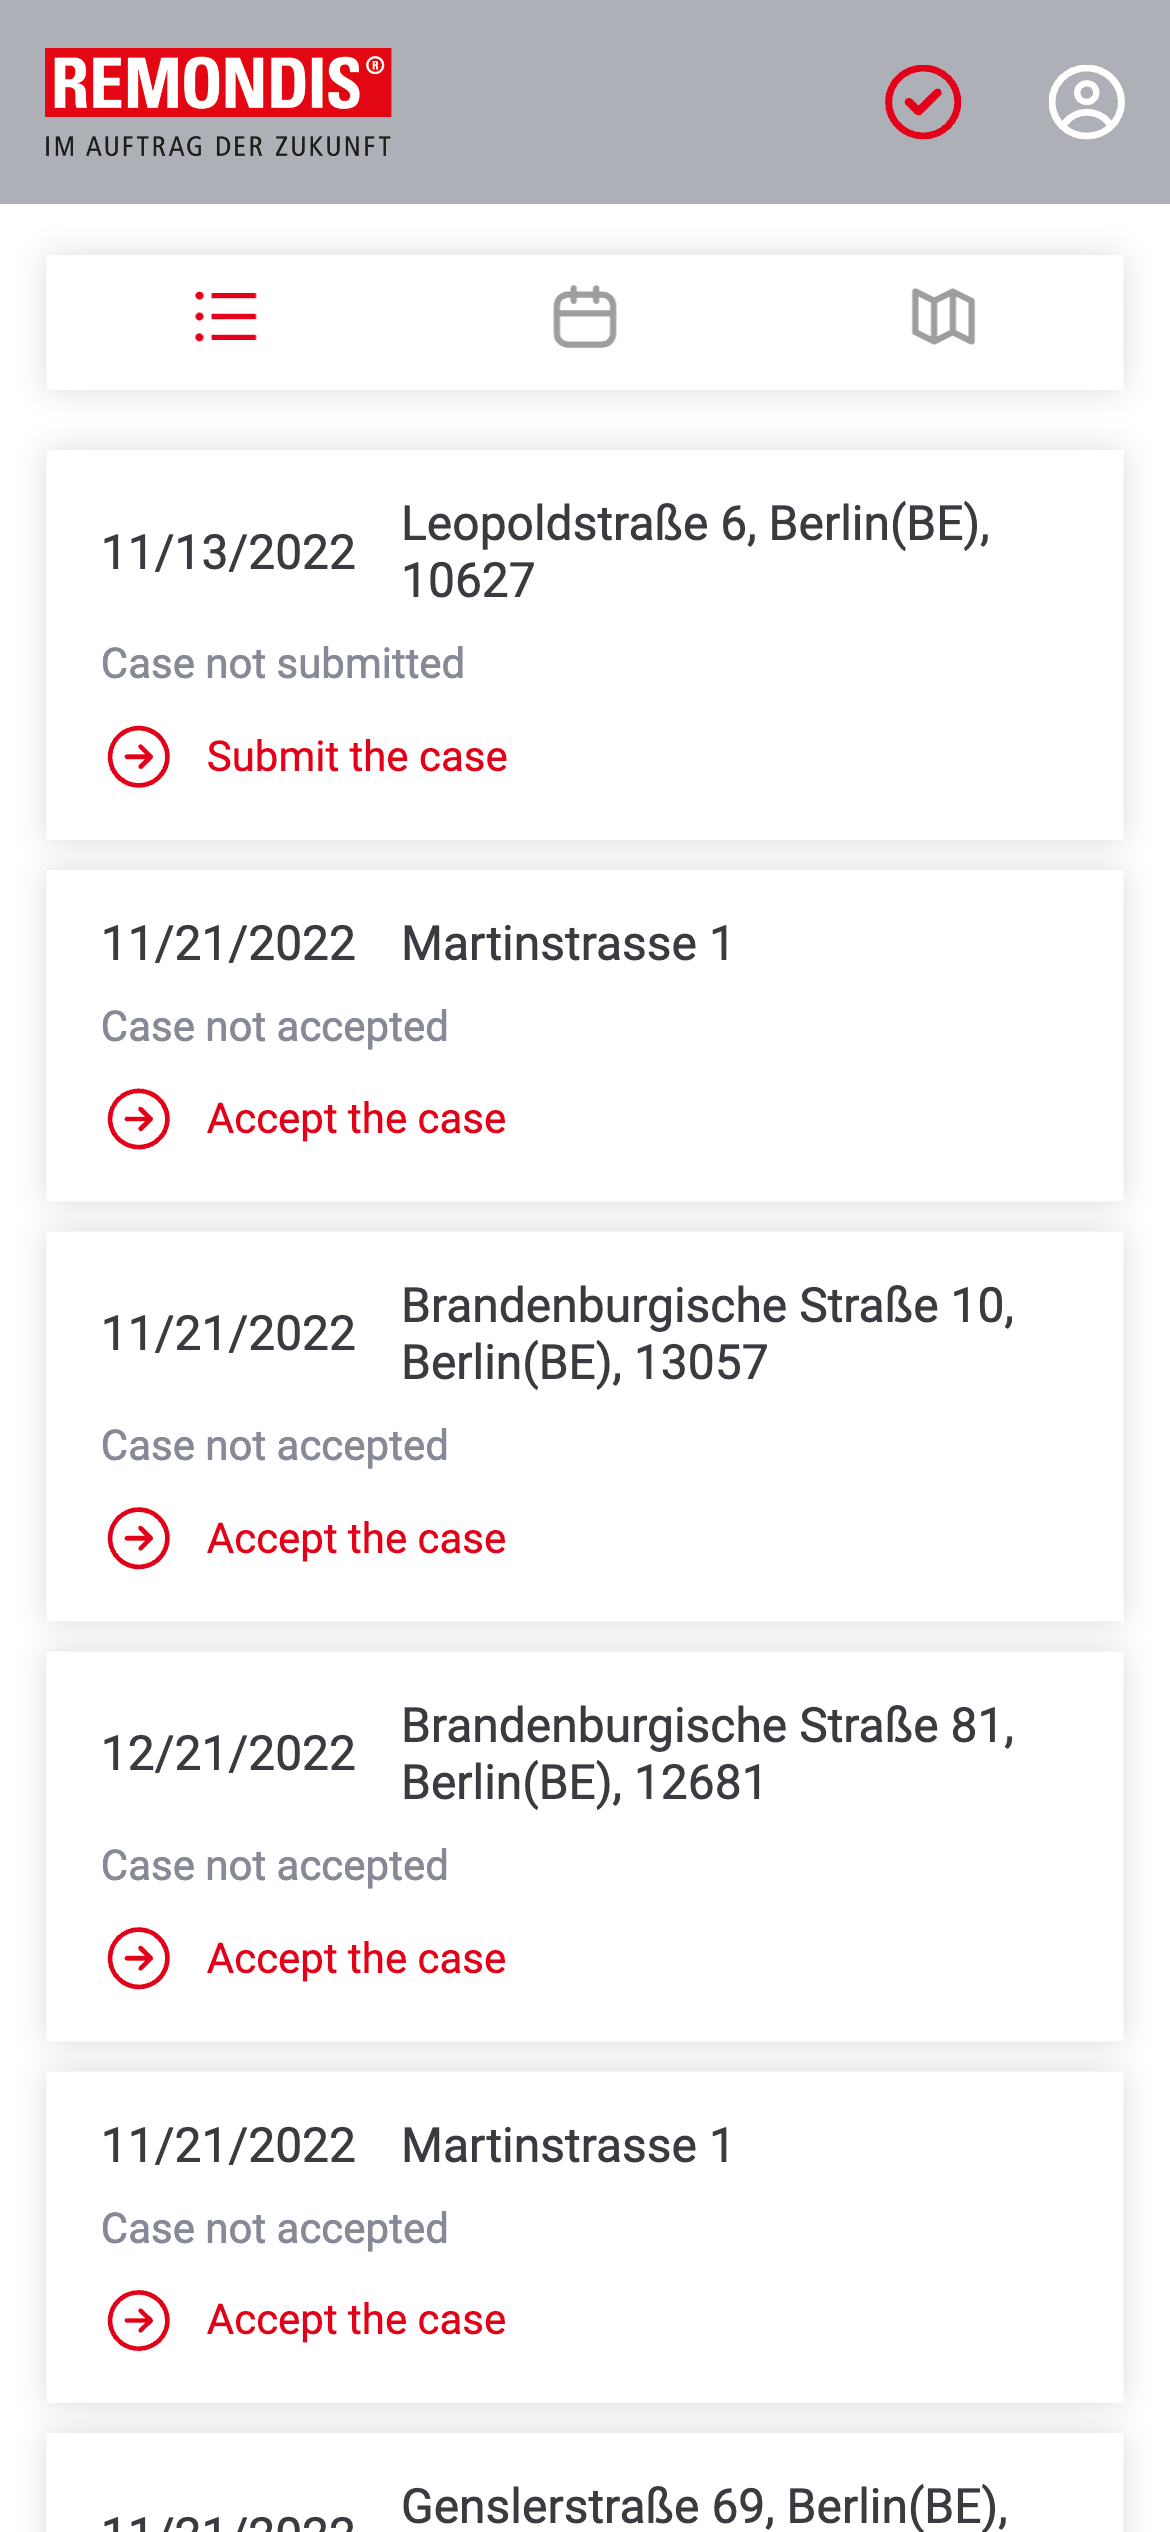 REMONDIS®
IM AUFTRAG DER ZUKUNFT
11/13/2022
Leopoldstraße 6, Berlin(BE),
10627
Case not submitted
Submit the case
11/21/2022 Martinstrasse 1
Case not accepted
Accept the case
11/21/2022
Brandenburgische Straße 10,
Berlin(BE), 13057
Case not accepted
Accept the case
12/21/2022
Brandenburgische Straße 81,
Berlin(BE), 12681
Case not accepted
Accept the case
11/21/2022 Martinstrasse 1
Case not accepted
Accept the case
Genslerstraße 69, Berlin(BE),
11/21/2022